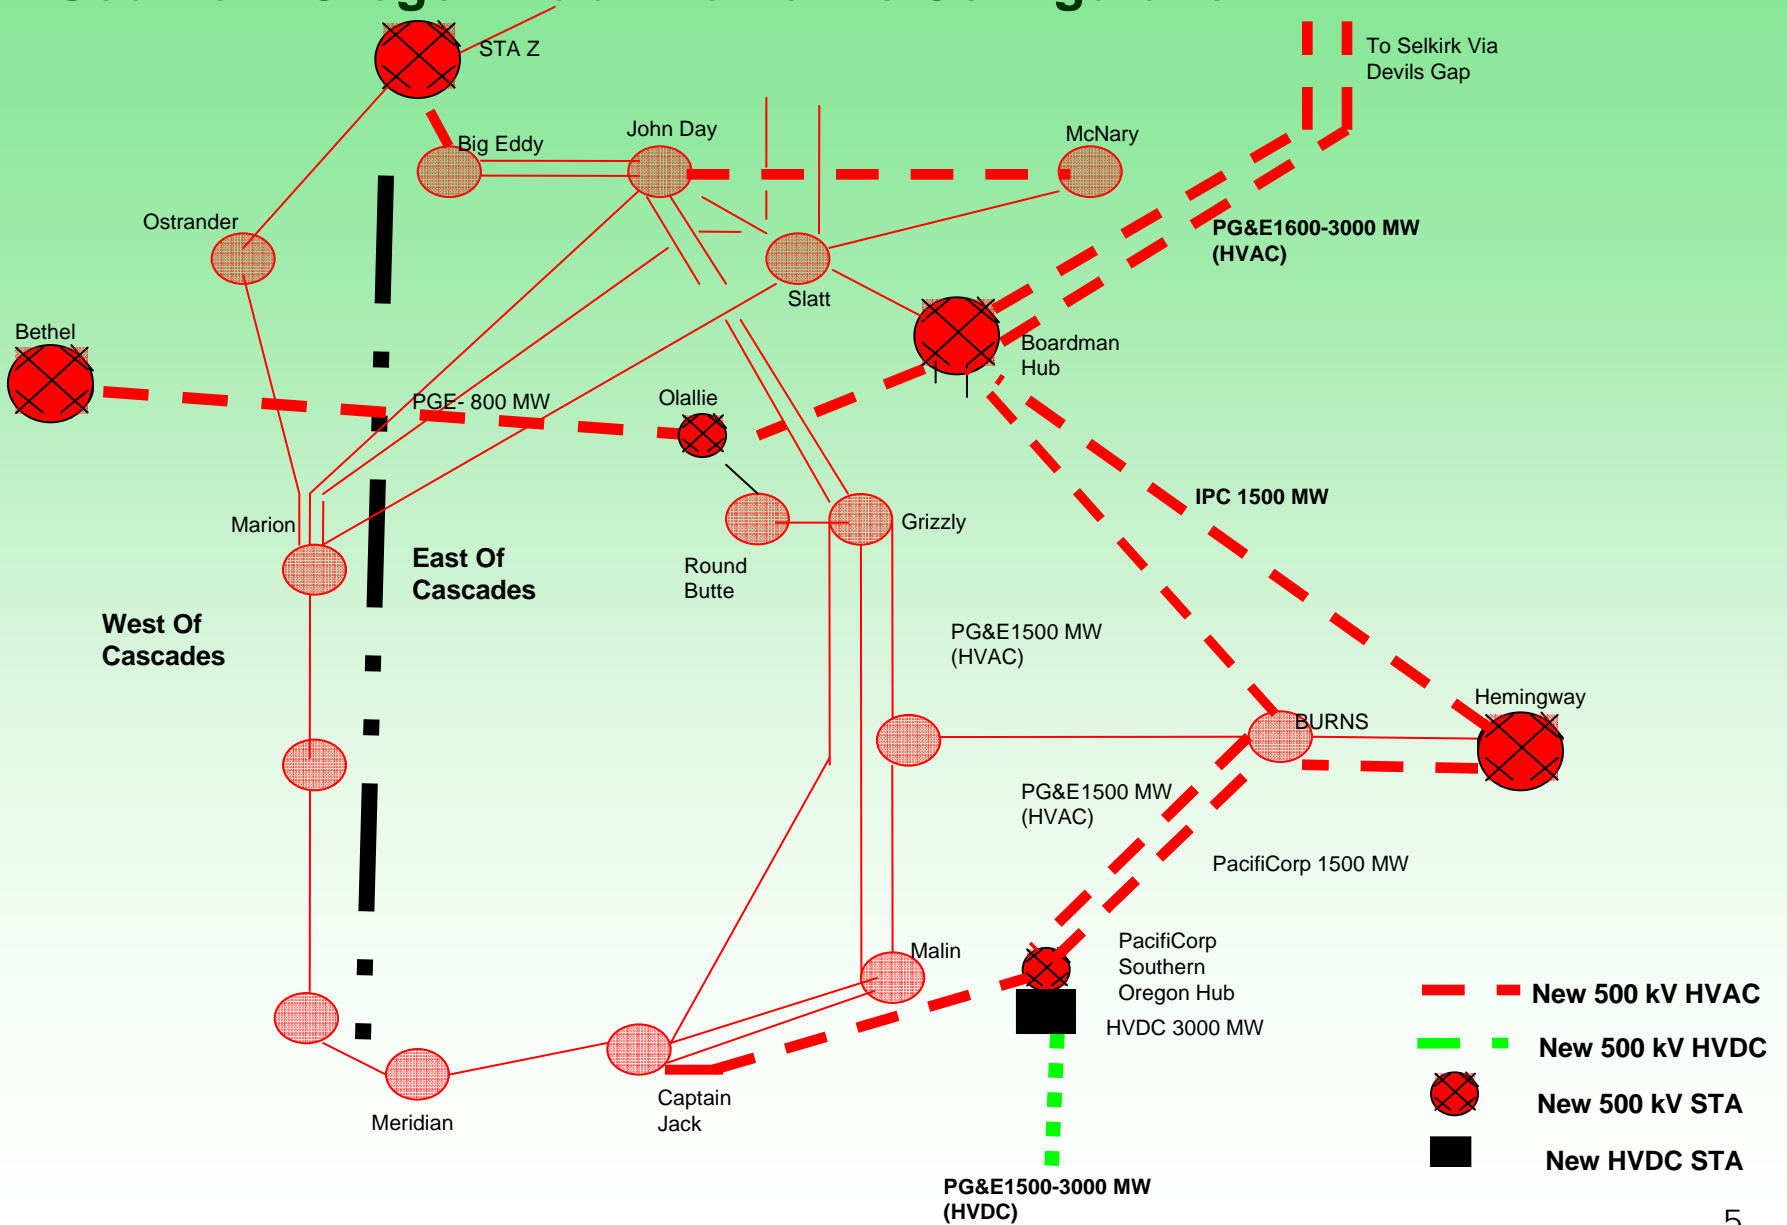 STA Z
To Selkirk Via
Devils Gap
John Day
McNary
Big Eddy
Ostrander
PG&E1600-3000 MW
(HVAC)
Slatt
Bethel
Boardman
Hub
PGE- 800 MW
Olallie
IPC 1500 MW
Marion
Grizzly
East Of
Cascades
Round
Butte
West Of
Cascades
PG&E1500 MW
(HVAC)
Hemingway
BURNS
PG&E1500 MW
(HVAC)
PacifiCorp 1500 MW
Malin
PacifiCorp
Southern
Oregon Hub
HVDC 3000 MW
New 500 kV HVAC
New 500 kV HVDC
New 500 kV STA
New HVDC STA
Captain
Jack
Meridian
PG&E1500-3000 MW
(HVDC)
5